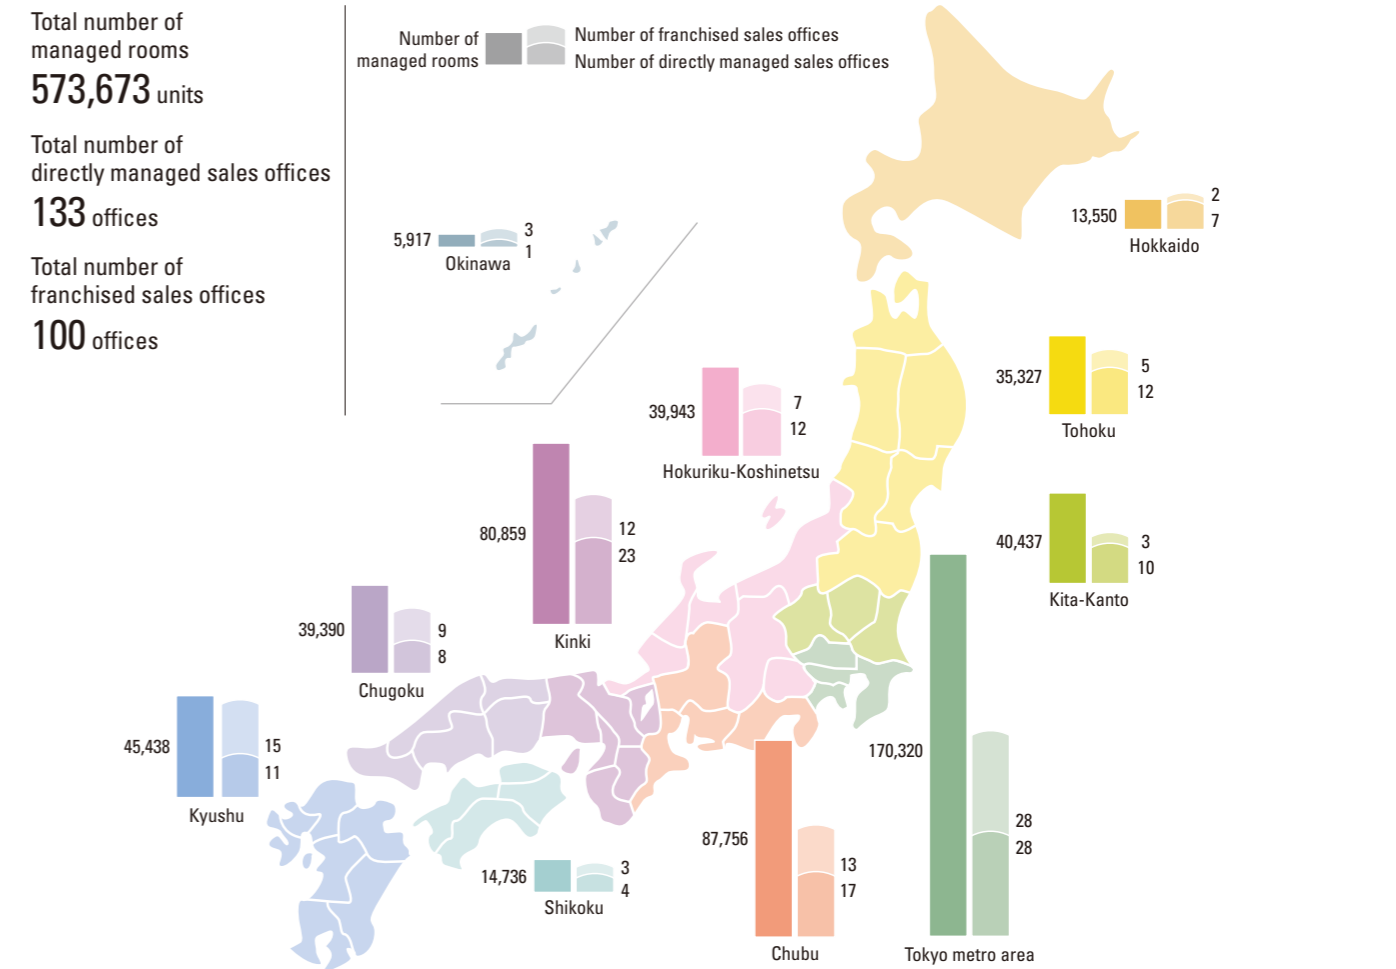 Total number of
managed rooms
573,673 units
Total number of
directly managed sales offices
133 offices
Total number of
franchised sales offices
100 offices
Number of
managed rooms
Number of franchised sales offices
Number of directly managed sales offices
5,917
3
1
Okinawa
13,550
2
7
Hokkaido
35,327
5
12
Tohoku
39,943
7
12
Hokuriku-Koshinetsu
40,437
3
10
Kita-Kanto
80,859
12
23
Kinki
39,390
9
8
Chugoku
45,438
15
11
Kyushu
14,736
3
4
Shikoku
87,756
13
17
Chubu
170,320
28
28
Tokyo metro area